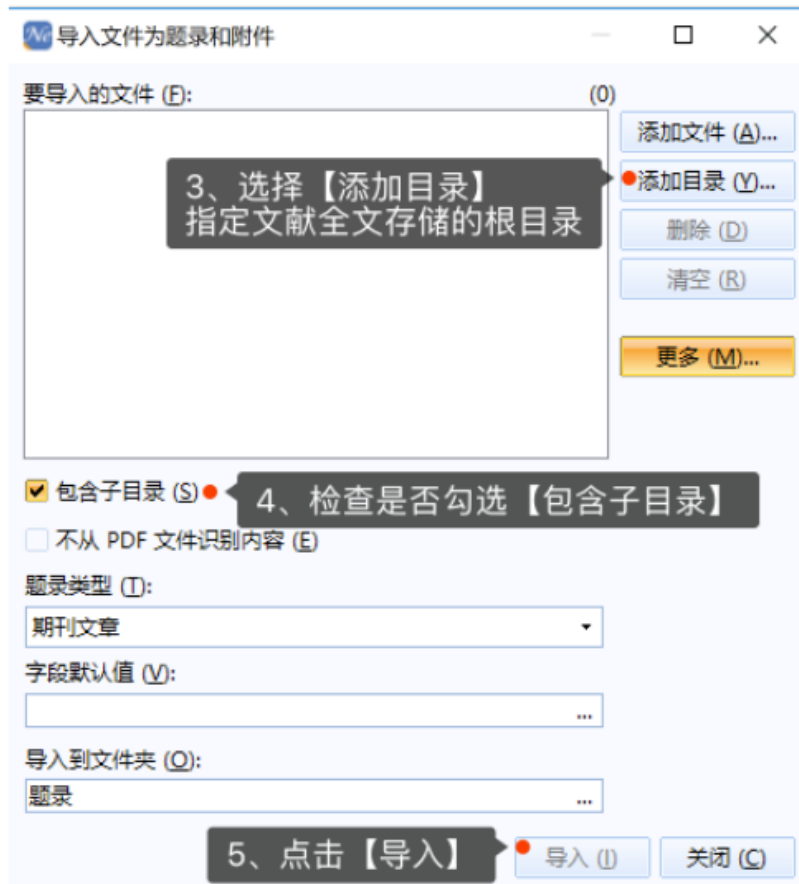 Ne 导入文件为题录和附件
要导入的文件 (F): (0)
添加文件 (A)...
3、选择【添加目录】
指定文献全文存储的根目录
添加目录 (Y)...
删除 (D)
清空 (R)
更多 (M)...
包含子目录 (S)
4、检查是否勾选【包含子目录】
不从 PDF 文件识别内容 (E)
题录类型 (T):
期刊文章
字段默认值 (V):
...
导入到文件夹 (O):
题录 ...
5、点击【导入】
导入 (I)
关闭 (C)